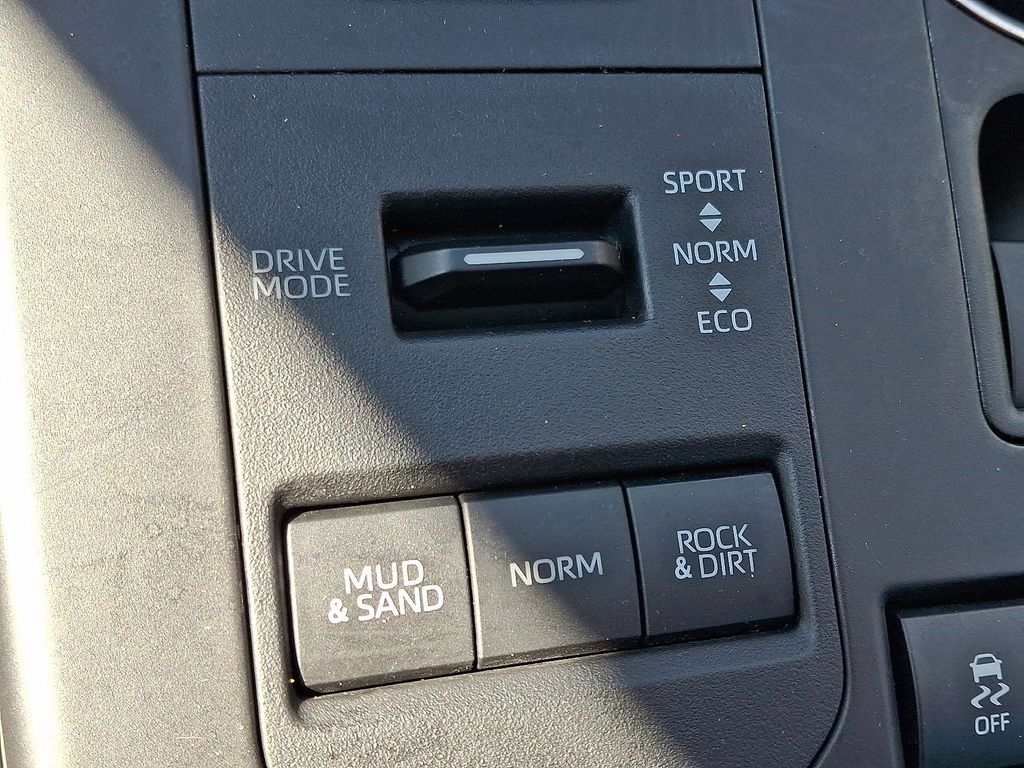 DRIVE
MODE
SPORT
NORM
ECO
MUD
& SAND
NORM
ROCK
& DIRT
OFF